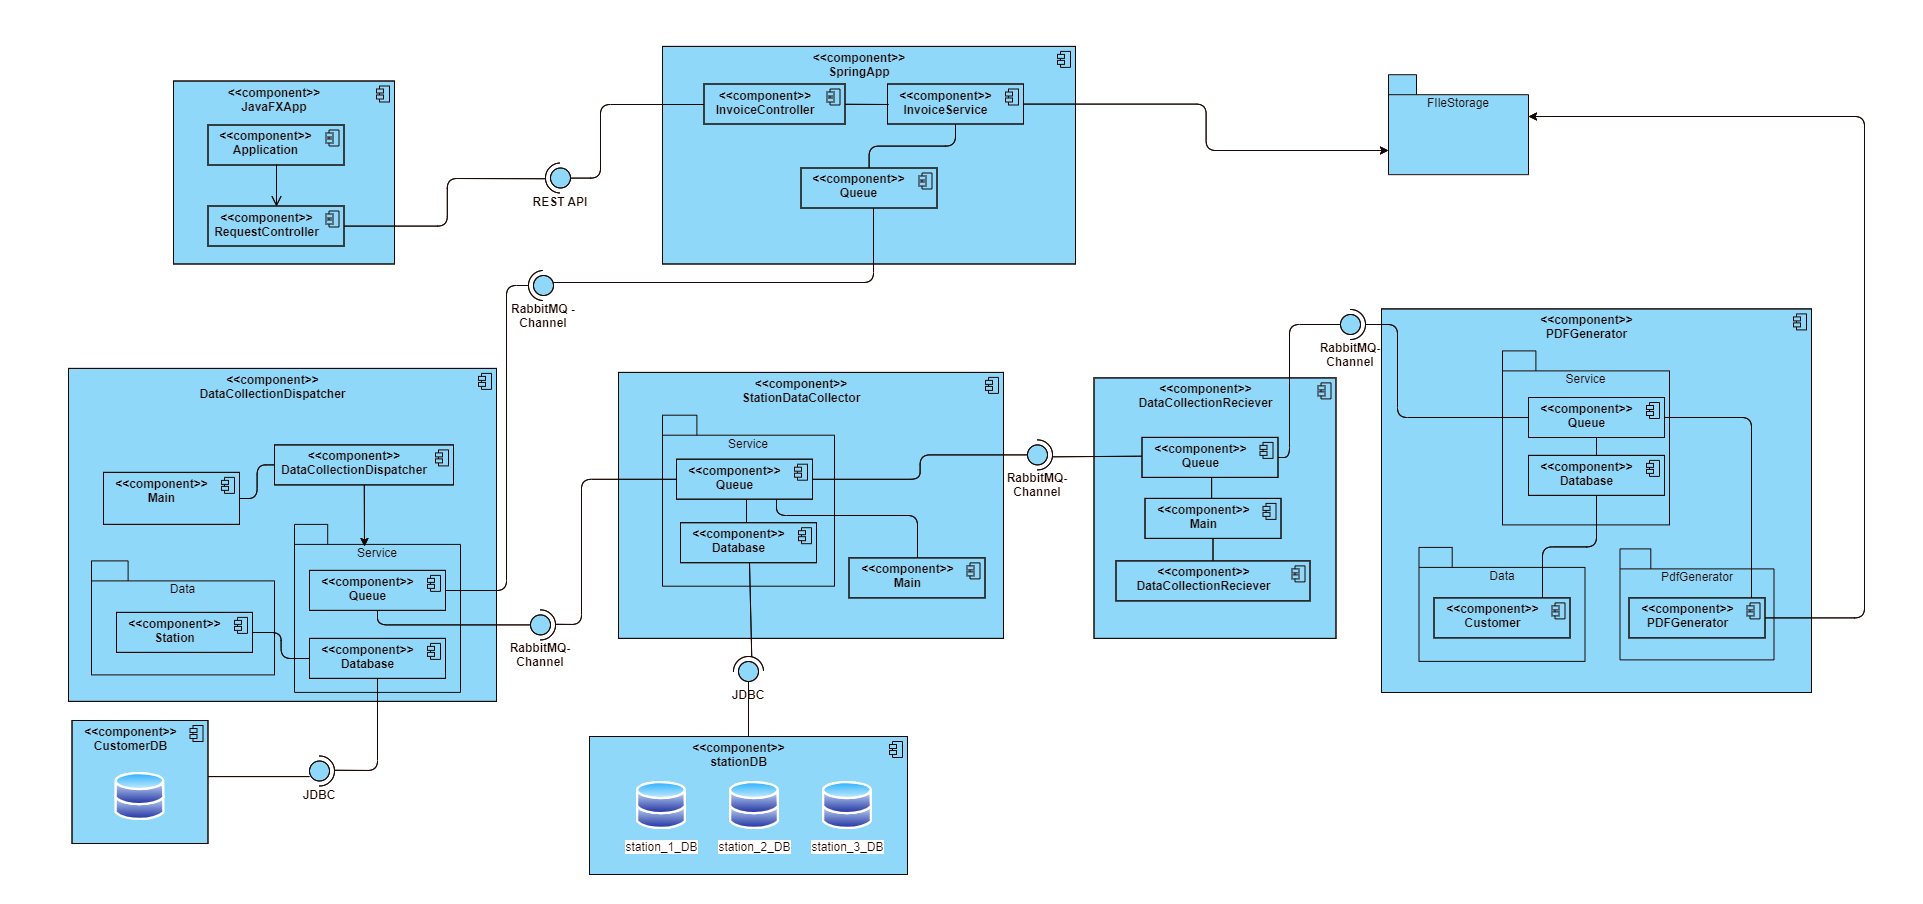 <<component>>
JavaFXApp
<<component>>
Application
<<component>>
RequestController
REST API
<<component>>
SpringApp
<<component>>
InvoiceController
<<component>>
InvoiceService
<<component>>
Queue
FIleStorage
RabbitMQ -
Channel
<<component>>
DataCollectionDispatcher
<<component>>
DataCollectionDispatcher
<<component>>
Main
Service
<<component>>
Queue
<<component>>
Database
Data
<<component>>
Station
RabbitMQ-
Channel
<<component>>
CustomerDB
JDBC
<<component>>
StationDataCollector
Service
<<component>>
Queue
<<component>>
Database
<<component>>
Main
JDBC
<<component>>
stationDB
station_1_DB
station_2_DB
station_3_DB
RabbitMQ-
Channel
<<component>>
DataCollectionReciever
<<component>>
Queue
<<component>>
Main
<<component>>
DataCollectionReciever
RabbitMQ-
Channel
<<component>>
PDFGenerator
Service
<<component>>
Queue
<<component>>
Database
Data
<<component>>
Customer
PdfGenerator
<<component>>
PDFGenerator